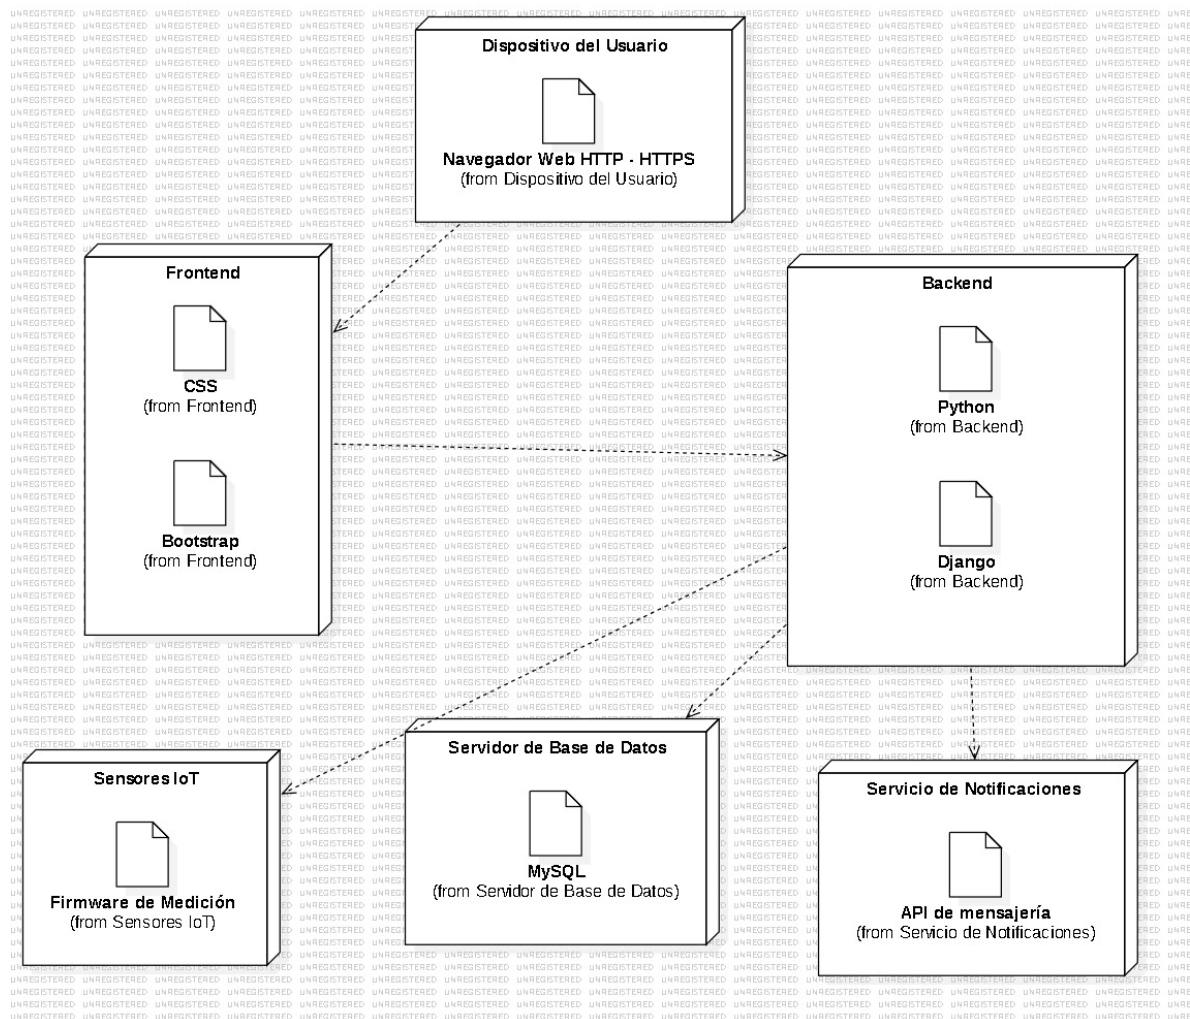 Dispositivo del Usuario
Navegador Web HTTP - HTTPS
(from Dispositivo del Usuario)
Frontend
CSS
(from Frontend)
Bootstrap
(from Frontend)
Backend
Python
(from Backend)
Django
(from Backend)
Sensores IoT
Firmware de Medición
(from Sensores IoT)
Servidor de Base de Datos
MySQL
(from Servidor de Base de Datos)
Servicio de Notificaciones
API de mensajería
(from Servicio de Notificaciones)
UNREGISTERED